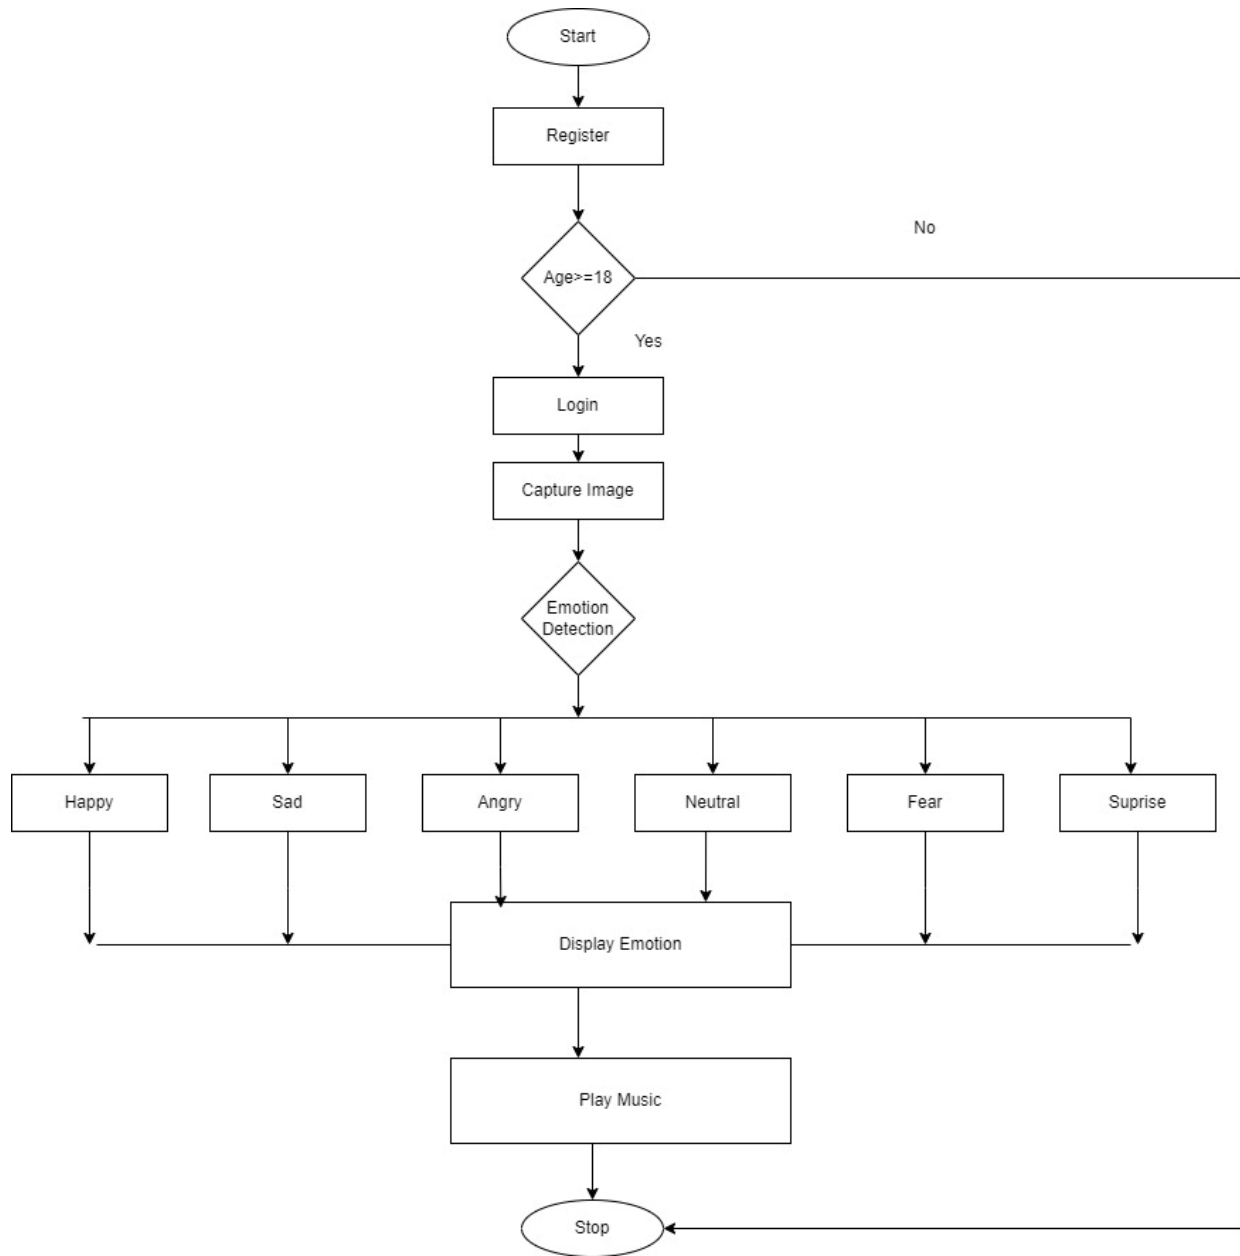 Start
Register
No
Age>=18
Yes
Login
Capture Image
Emotion
Detection
Happy
Sad
Angry
Neutral
Fear
Suprise
Display Emotion
Play Music
Stop